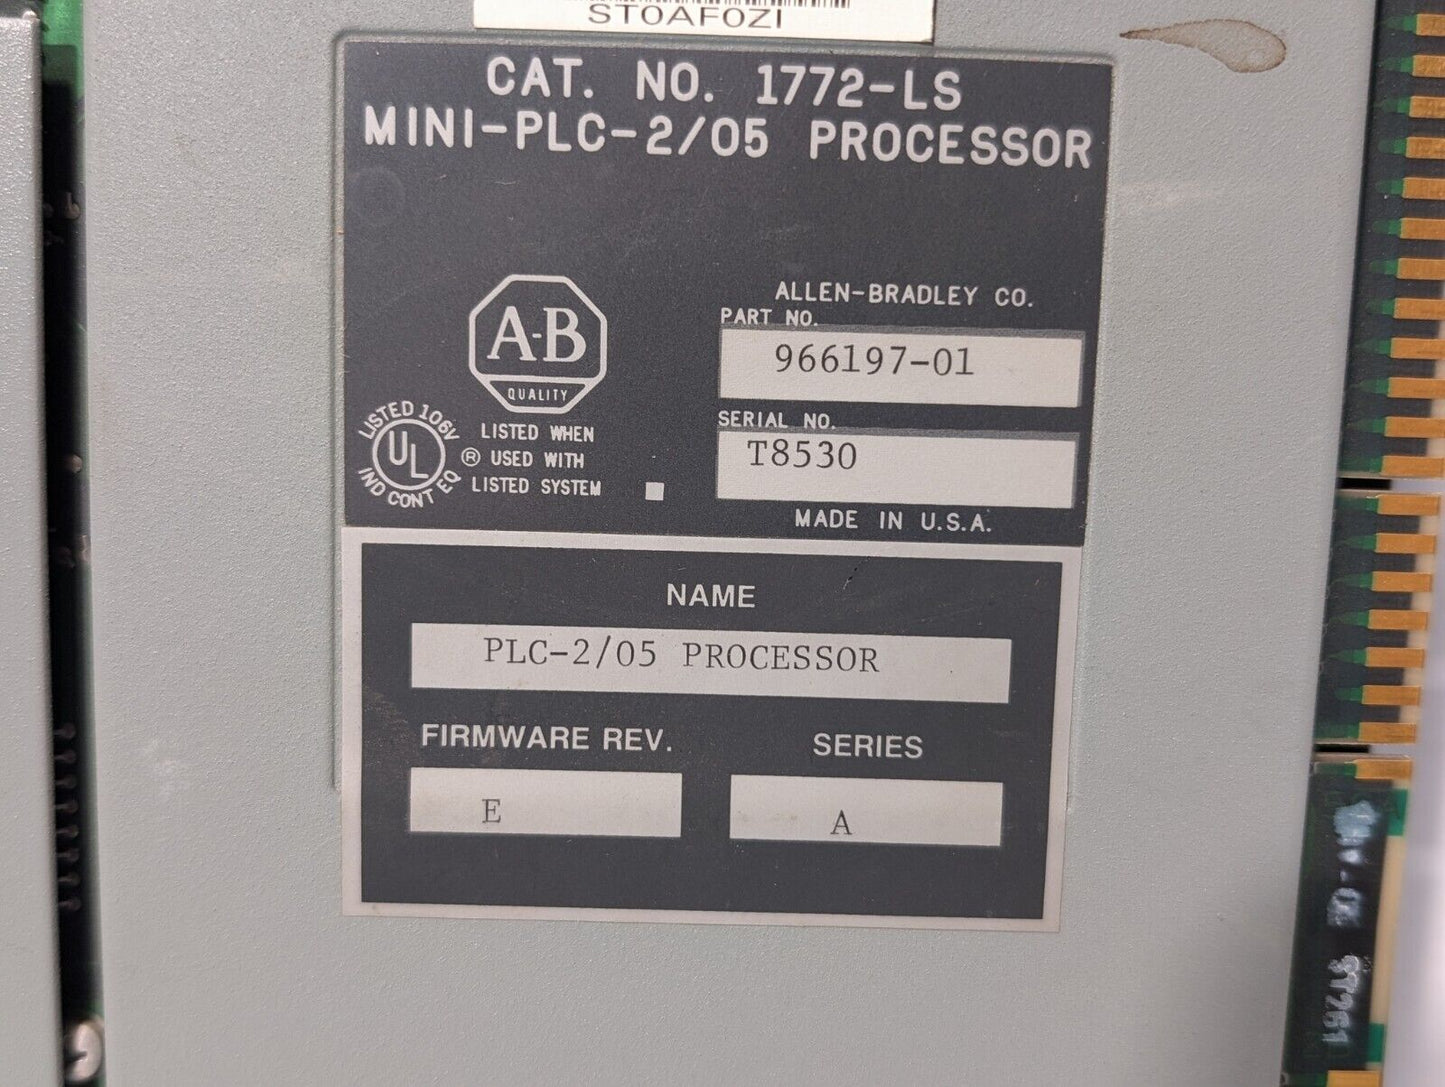 STOAFOZI
CAT. NO. 1772-LS
MINI-PLC-2/05 PROCESSOR
ALLEN-BRADLEY CO.
PART NO.
966197-01
A-B
QUALITY
SERIAL NO.
T8530
LISTED 106V
UL
IND CONT EQ
®
LISTED WHEN
USED WITH
LISTED SYSTEM
MADE IN U.S.A.
NAME
PLC-2/05 PROCESSOR
FIRMWARE REV.
SERIES
E
A